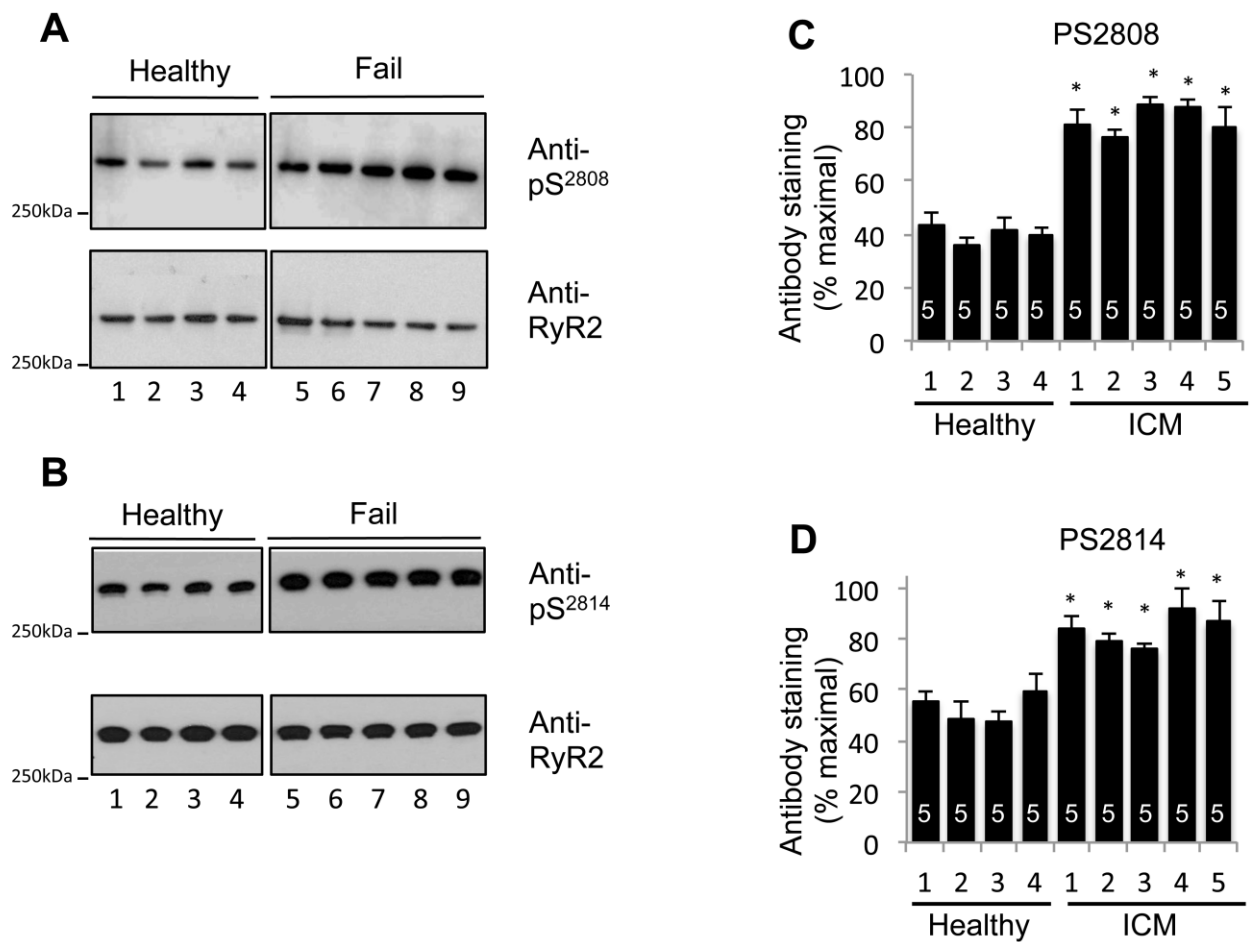 A
Healthy Fail
Anti-
pS2808
250kDa
Anti-
RyR2
250kDa
1 2 3 4 5 6 7 8 9
B
Healthy Fail
Anti-
pS2814
250kDa
Anti-
RyR2
250kDa
1 2 3 4 5 6 7 8 9
C
PS2808
Antibody staining
(% maximal)
100
80
60
40
20
0
* * * * *
5 5 5 5 5 5 5 5 5
1 2 3 4 1 2 3 4 5
Healthy ICM
D
PS2814
Antibody staining
(% maximal)
100
80
60
40
20
0
* * * * *
5 5 5 5 5 5 5 5 5
1 2 3 4 1 2 3 4 5
Healthy ICM